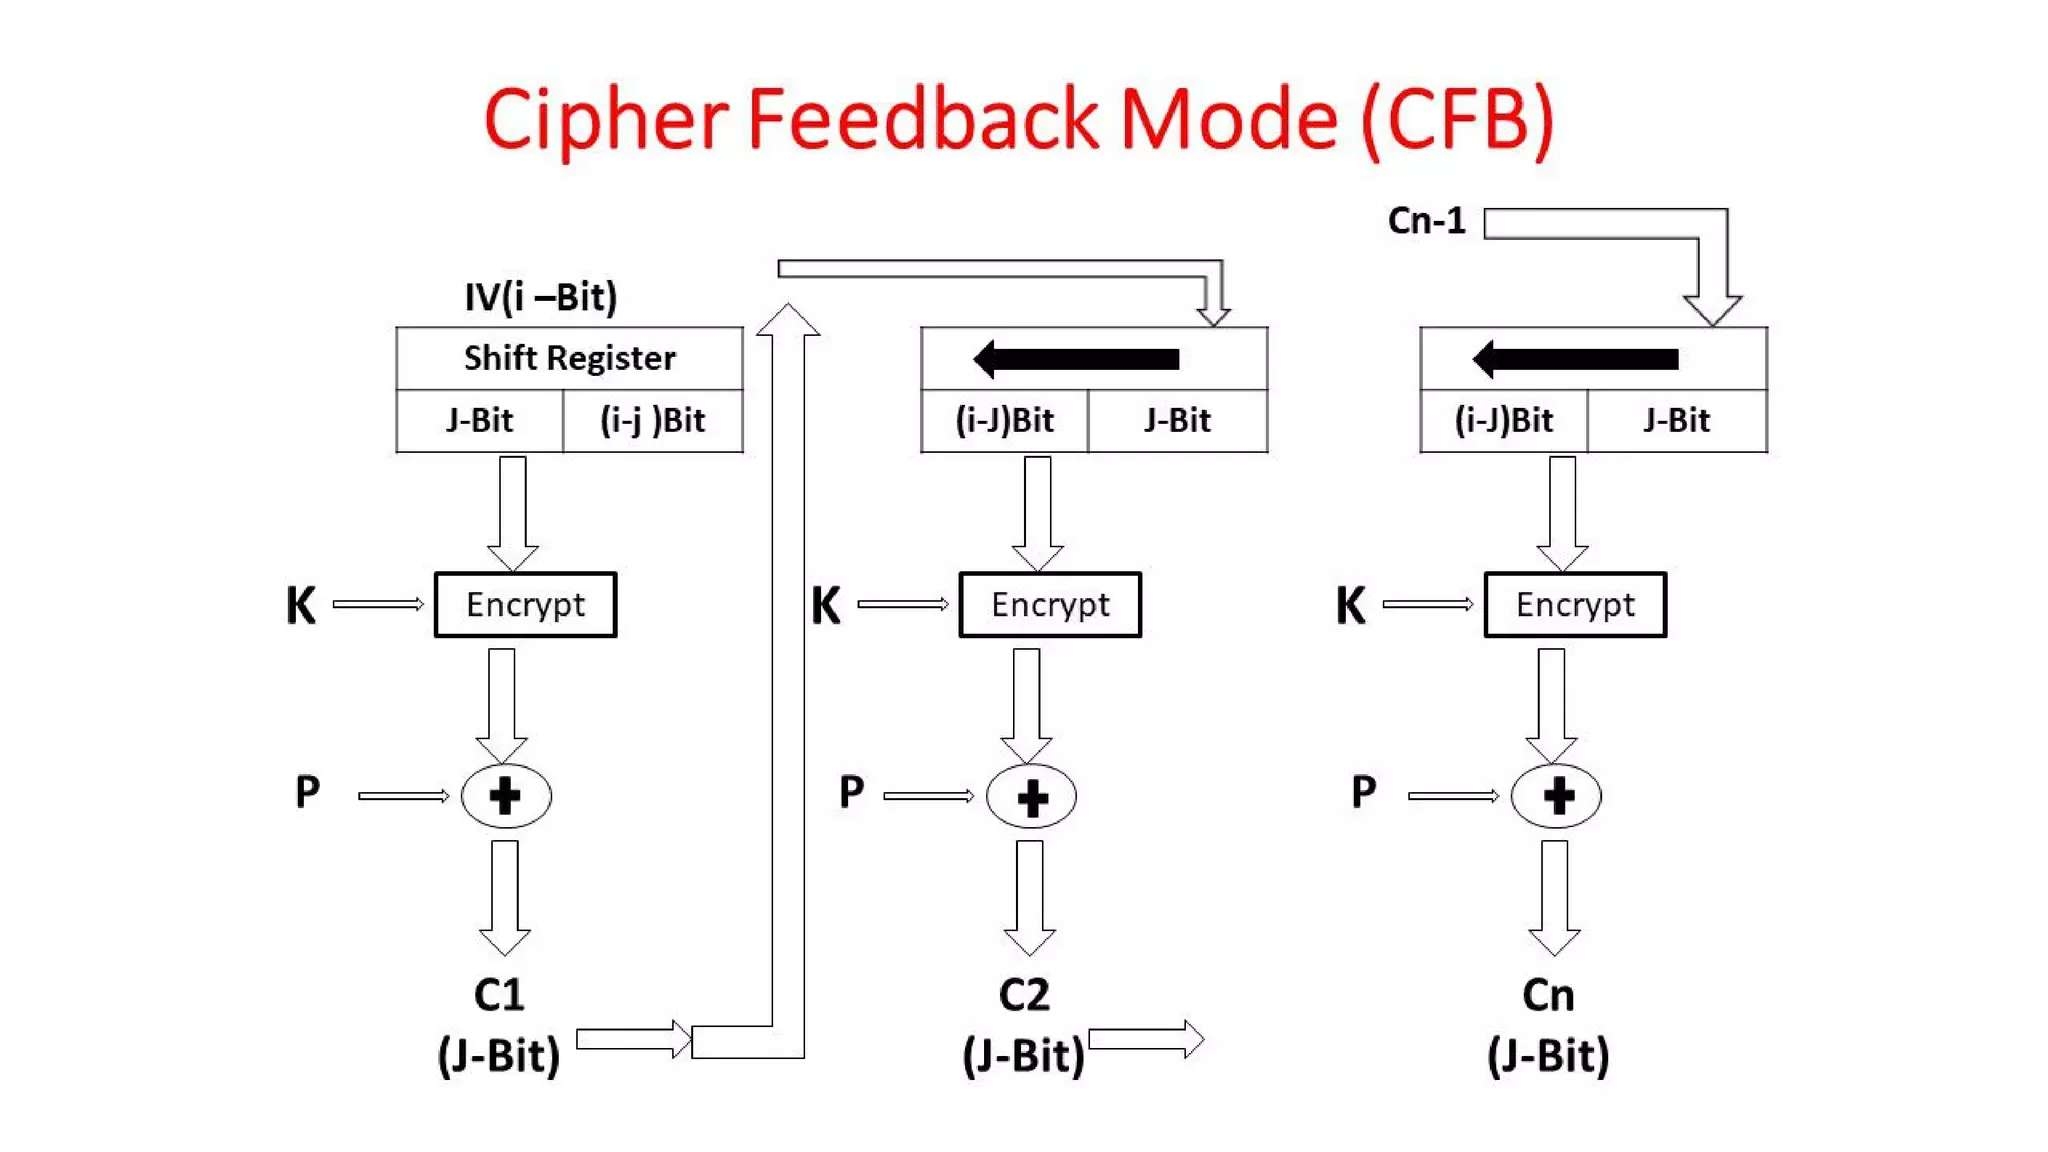 Cipher Feedback Mode (CFB)
Cn-1
IV(i –Bit)
Shift Register
J-Bit (i-j )Bit
(i-J)Bit J-Bit
(i-J)Bit J-Bit
K Encrypt
K Encrypt
K Encrypt
P +
P +
P +
C1
(J-Bit)
C2
(J-Bit)
Cn
(J-Bit)